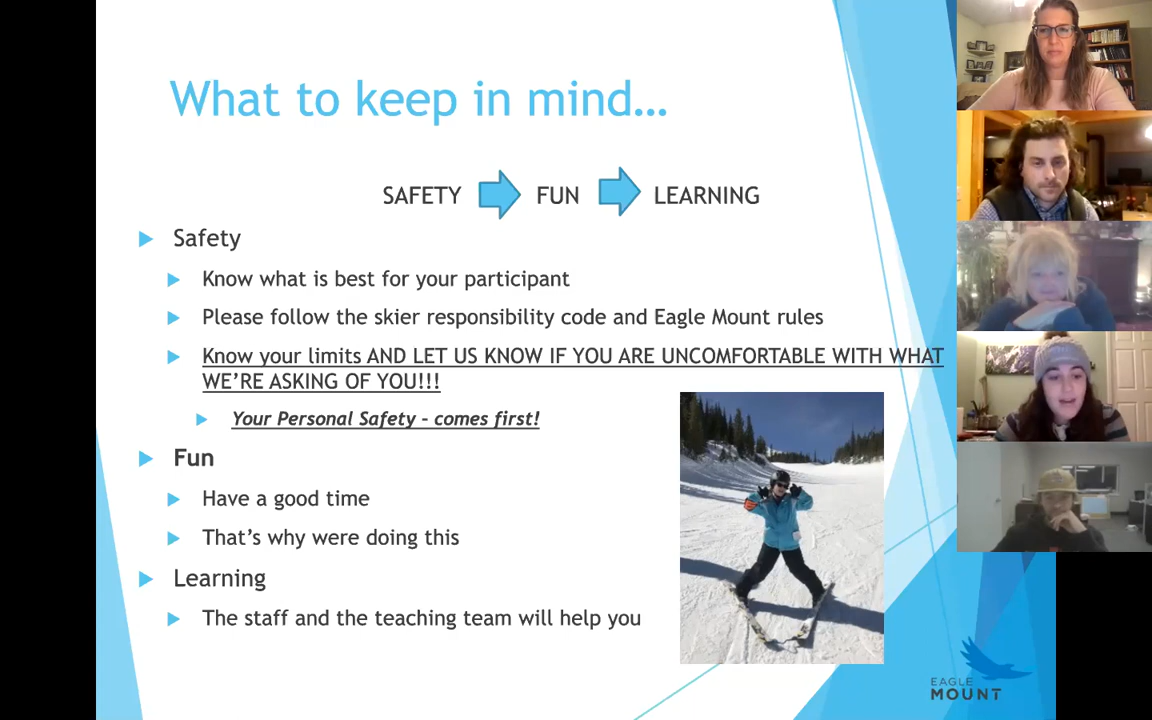 What to keep in mind…
SAFETY FUN LEARNING
Safety
Know what is best for your participant
Please follow the skier responsibility code and Eagle Mount rules
Know your limits AND LET US KNOW IF YOU ARE UNCOMFORTABLE WITH WHAT
WE’RE ASKING OF YOU!!!
Your Personal Safety – comes first!
Fun
Have a good time
That’s why were doing this
Learning
The staff and the teaching team will help you
EAGLE
MOUNT